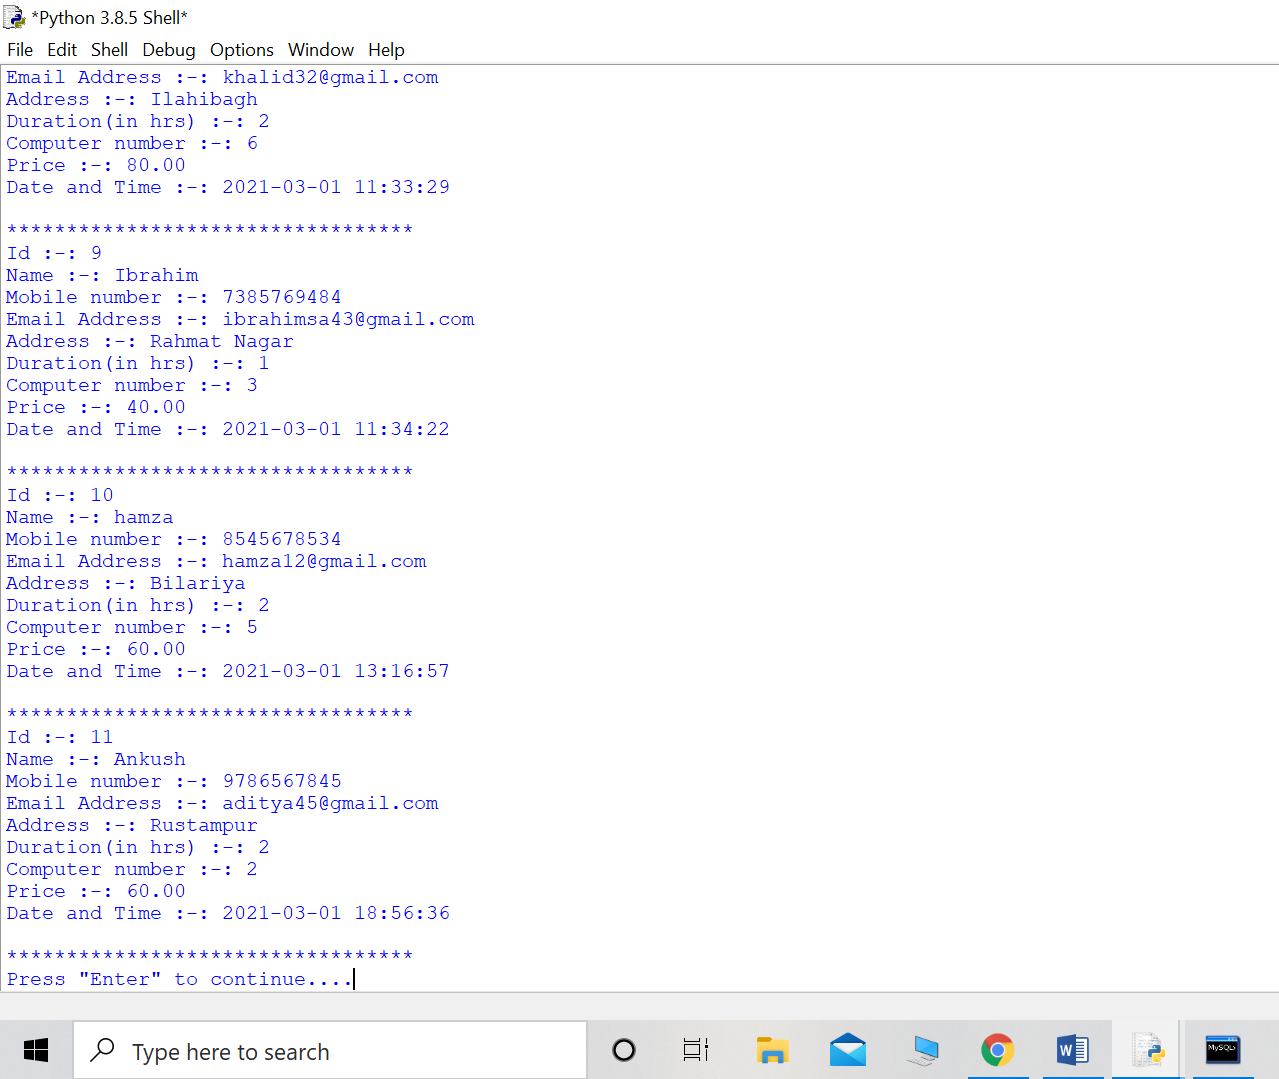 *Python 3.8.5 Shell*
File Edit Shell Debug Options Window Help
Email Address :-: khalid32@gmail.com
Address :-: Ilahibagh
Duration(in hrs) :-: 2
Computer number :-: 6
Price :-: 80.00
Date and Time :-: 2021-03-01 11:33:29
**********************************
Id :-: 9
Name :-: Ibrahim
Mobile number :-: 7385769484
Email Address :-: ibrahimsa43@gmail.com
Address :-: Rahmat Nagar
Duration(in hrs) :-: 1
Computer number :-: 3
Price :-: 40.00
Date and Time :-: 2021-03-01 11:34:22
**********************************
Id :-: 10
Name :-: hamza
Mobile number :-: 8545678534
Email Address :-: hamza12@gmail.com
Address :-: Bilariya
Duration(in hrs) :-: 2
Computer number :-: 5
Price :-: 60.00
Date and Time :-: 2021-03-01 13:16:57
**********************************
Id :-: 11
Name :-: Ankush
Mobile number :-: 9786567845
Email Address :-: aditya45@gmail.com
Address :-: Rustampur
Duration(in hrs) :-: 2
Computer number :-: 2
Price :-: 60.00
Date and Time :-: 2021-03-01 18:56:36
**********************************
Press "Enter" to continue....
Type here to search
W
MySQL>